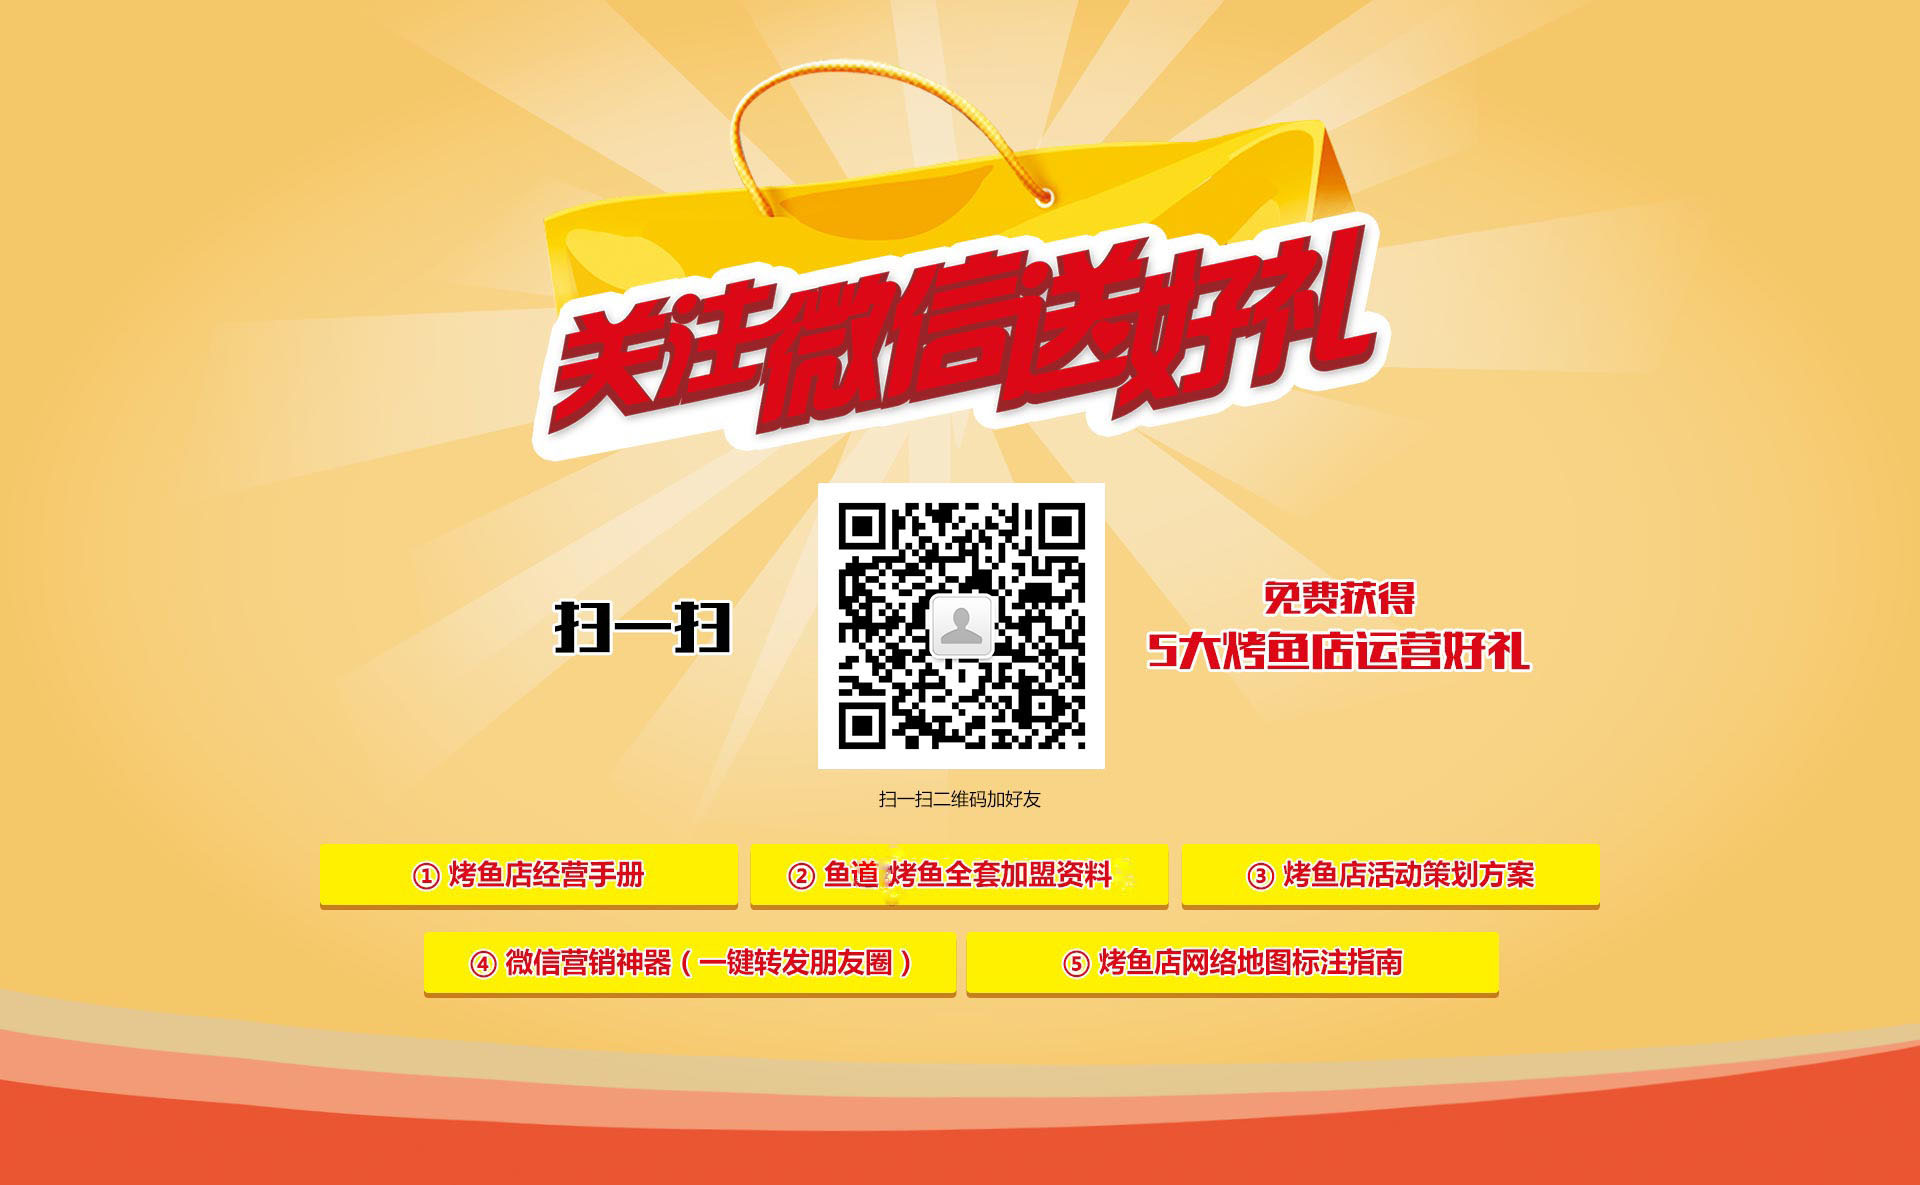 关注微信送好礼
扫一扫
免费获得
5大烤鱼店运营好礼
扫一扫二维码加好友
① 烤鱼店经营手册
② 鱼道 烤鱼全套加盟资料
③ 烤鱼店活动策划方案
④ 微信营销神器（一键转发朋友圈）
⑤ 烤鱼店网络地图标注指南